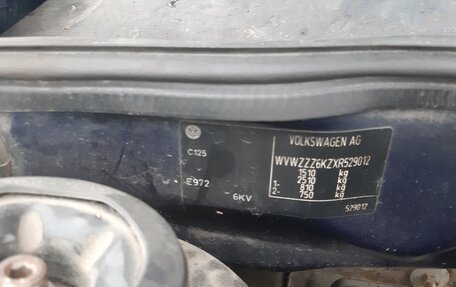 VOLKSWAGEN AG
C125
WVWZZZ6KZXR529012
1510 kg
2510 kg
E972
1- 810 kg
6KV
2- 750 kg
529012